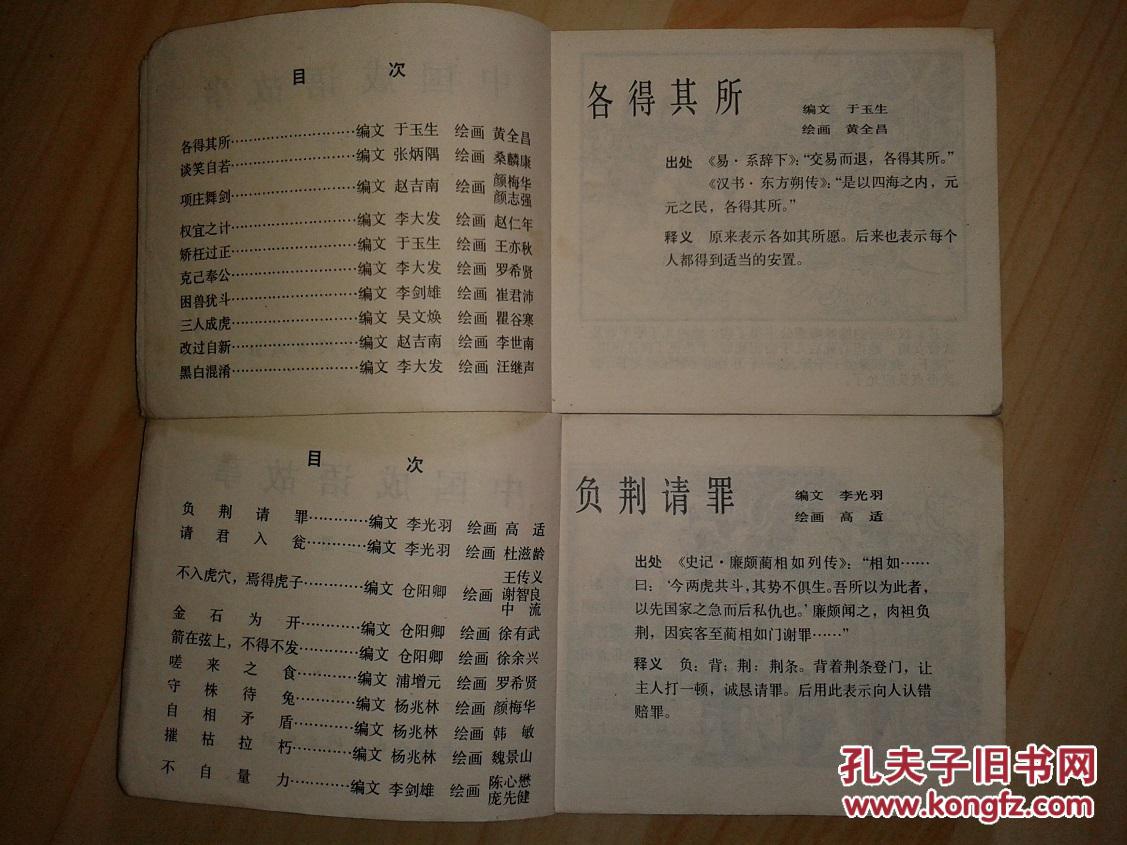 目 次
各得其所……………………编文 于玉生 绘画 黄全昌
谈笑自若……………………编文 张炳隅 绘画 桑麟康
项庄舞剑……………………编文 赵吉南 绘画 颜梅华 颜志强
权宜之计……………………编文 李大发 绘画 赵仁年
矫枉过正……………………编文 于玉生 绘画 王亦秋
克己奉公……………………编文 李大发 绘画 罗希贤
困兽犹斗……………………编文 李剑雄 绘画 崔君沛
三人成虎……………………编文 吴文焕 绘画 瞿谷寒
改过自新……………………编文 赵吉南 绘画 李世南
黑白混淆……………………编文 李大发 绘画 汪继声
各得其所
编文 于玉生
绘画 黄全昌
出处 《易·系辞下》：“交易而退，各得其所。”
《汉书·东方朔传》：“是以四海之内，元
元之民，各得其所。”
释义 原来表示各如其所愿。后来也表示每个
人都得到适当的安置。
目 次
负荆请罪…………编文 李光羽 绘画 高适
请君入瓮…………编文 李光羽 绘画 杜滋龄
不入虎穴，焉得虎子…………编文 仓阳卿 绘画 王传义 谢智良 中流
金石为开…………编文 仓阳卿 绘画 徐有武
箭在弦上，不得不发…………编文 仓阳卿 绘画 徐余兴
嗟来之食…………编文 浦增元 绘画 罗希贤
守株待兔…………编文 杨兆林 绘画 颜梅华
自相矛盾…………编文 杨兆林 绘画 韩敏
摧枯拉朽…………编文 杨兆林 绘画 魏景山
不自量力…………编文 李剑雄 绘画 陈心懋 庞先健
负荆请罪
编文 李光羽
绘画 高适
出处 《史记·廉颇蔺相如列传》：“相如……
曰：‘今两虎共斗，其势不俱生。吾所以为此者，
以先国家之急而后私仇也。’廉颇闻之，肉袒负
荆，因宾客至蔺相如门谢罪……”
释义 负：背；荆：荆条。背着荆条登门，让
主人打一顿，诚恳请罪。后用此表示向人认错
赔罪。
孔夫子旧书网
www.kongfz.com